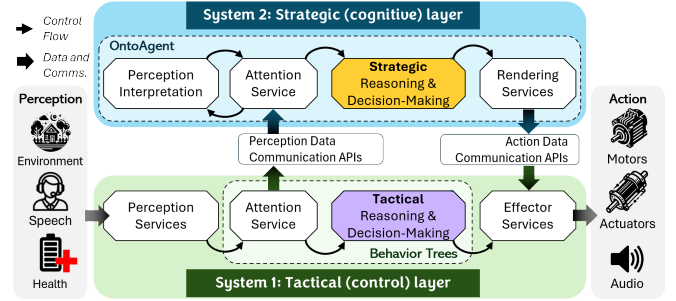 System 2: Strategic (cognitive) layer
Control
Flow
Data and
Comms.
OntoAgent
Perception
Interpretation
Attention
Service
Strategic
Reasoning &
Decision-Making
Rendering
Services
Perception
Environment
Speech
Health
Perception Data
Communication APIs
Action Data
Communication APIs
Action
Motors
Actuators
Audio
Perception
Services
Attention
Service
Tactical
Reasoning &
Decision-Making
Effector
Services
Behavior Trees
System 1: Tactical (control) layer